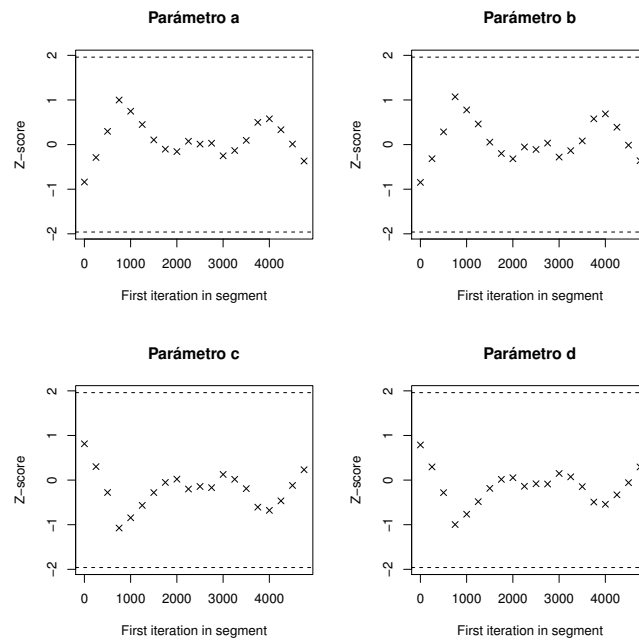 Parámetro a
Z−score
2
1
0
−1
−2
0 1000 2000 3000 4000
First iteration in segment
Parámetro b
Z−score
2
1
0
−1
−2
0 1000 2000 3000 4000
First iteration in segment
Parámetro c
Z−score
2
1
0
−1
−2
0 1000 2000 3000 4000
First iteration in segment
Parámetro d
Z−score
2
1
0
−1
−2
0 1000 2000 3000 4000
First iteration in segment